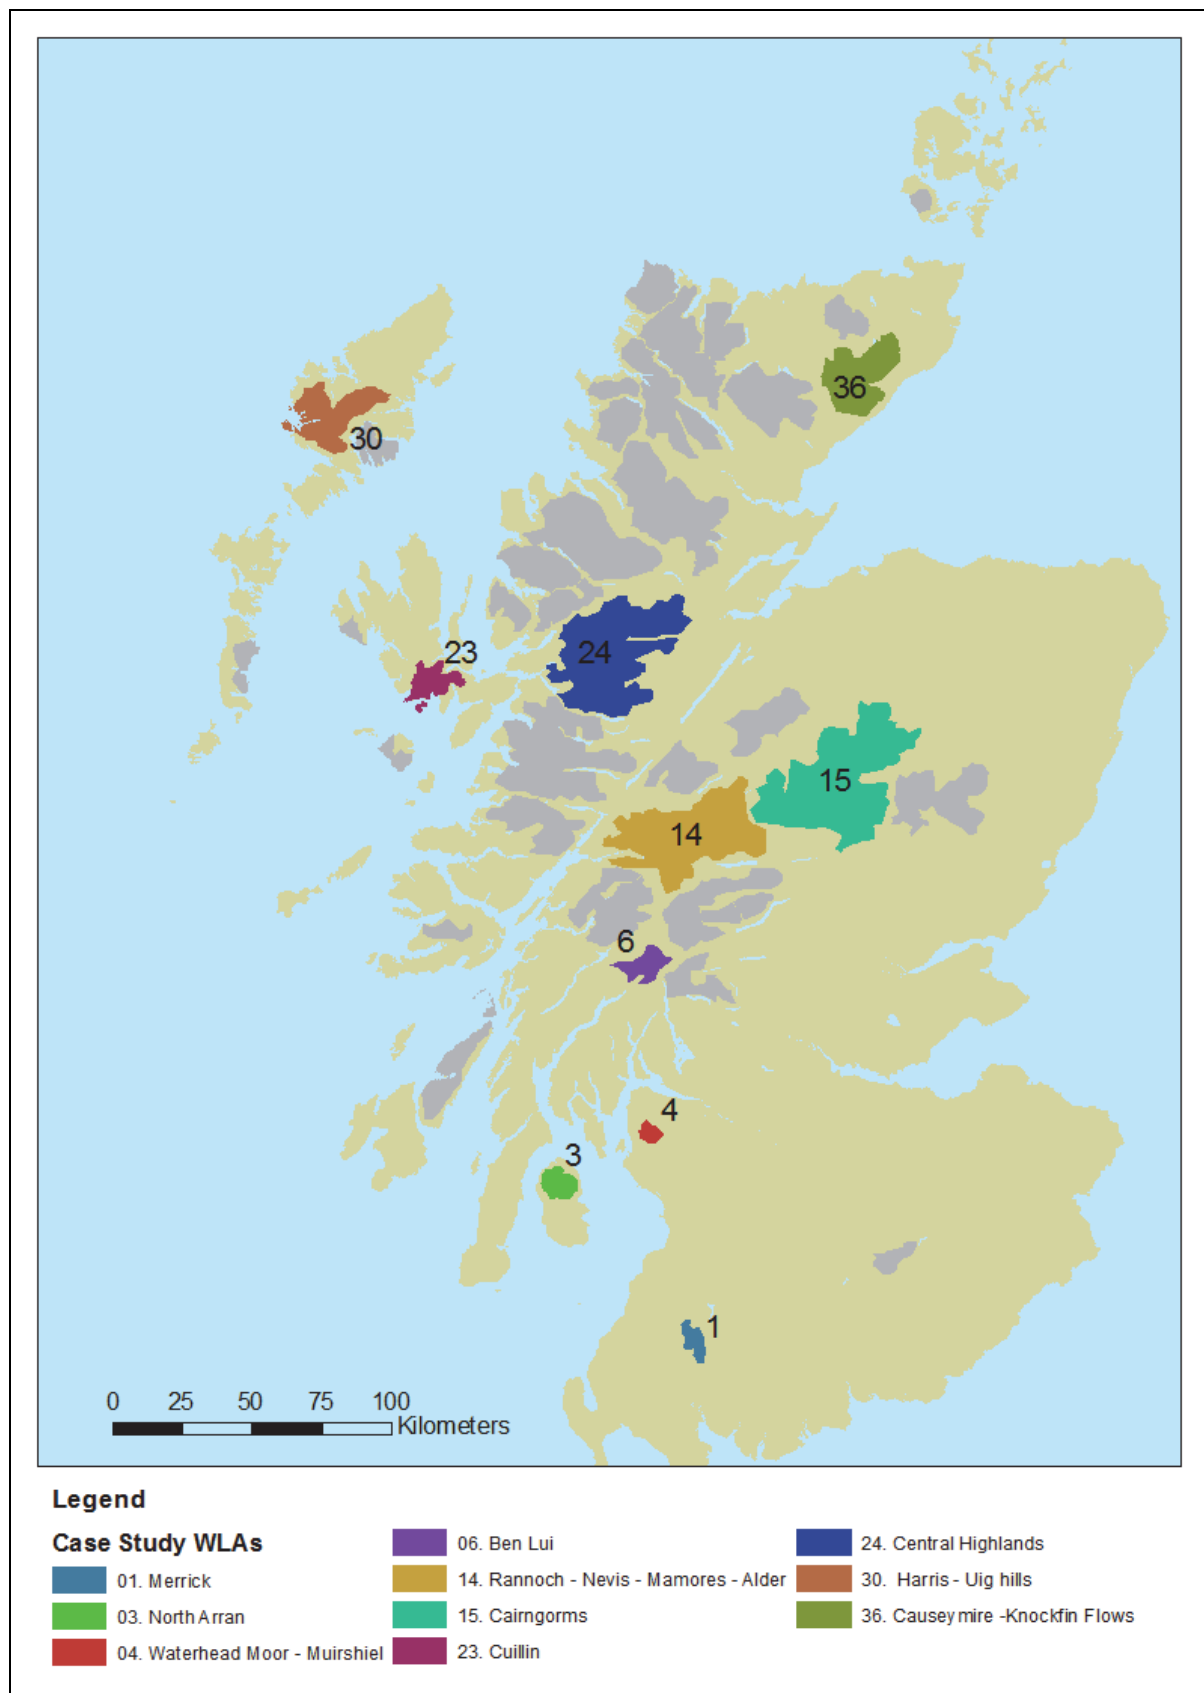 36
30
23
24
15
14
6
4
3
1
0 25 50 75 100
Kilometers
Legend
Case Study WLAs
01. Merrick
03. North Arran
04. Waterhead Moor - Muirshiel
06. Ben Lui
14. Rannoch - Nevis - Mamores - Alder
15. Cairngorms
23. Cuillin
24. Central Highlands
30. Harris - Uig hills
36. Causeymire -Knockfin Flows